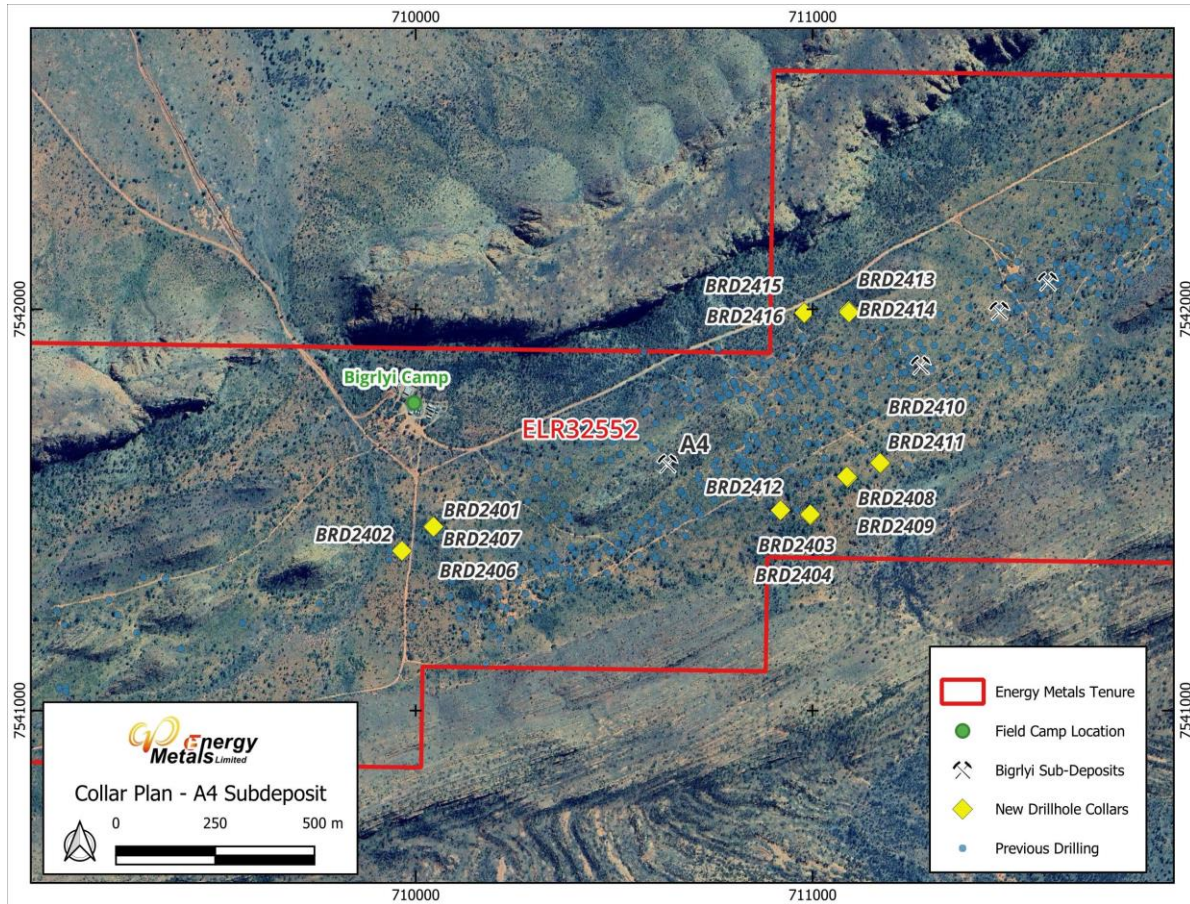 710000
711000
7542000
7542000
BRD2415
BRD2413
BRD2416
BRD2414
Bigrlyi Camp
ELR32552
A4
BRD2410
BRD2411
BRD2412
BRD2408
BRD2409
BRD2401
BRD2402
BRD2407
BRD2403
BRD2406
BRD2404
7541000
7541000
Energy
Metals Limited
Collar Plan - A4 Subdeposit
0 250 500 m
Energy Metals Tenure
Field Camp Location
Bigrlyi Sub-Deposits
New Drillhole Collars
Previous Drilling
710000
711000